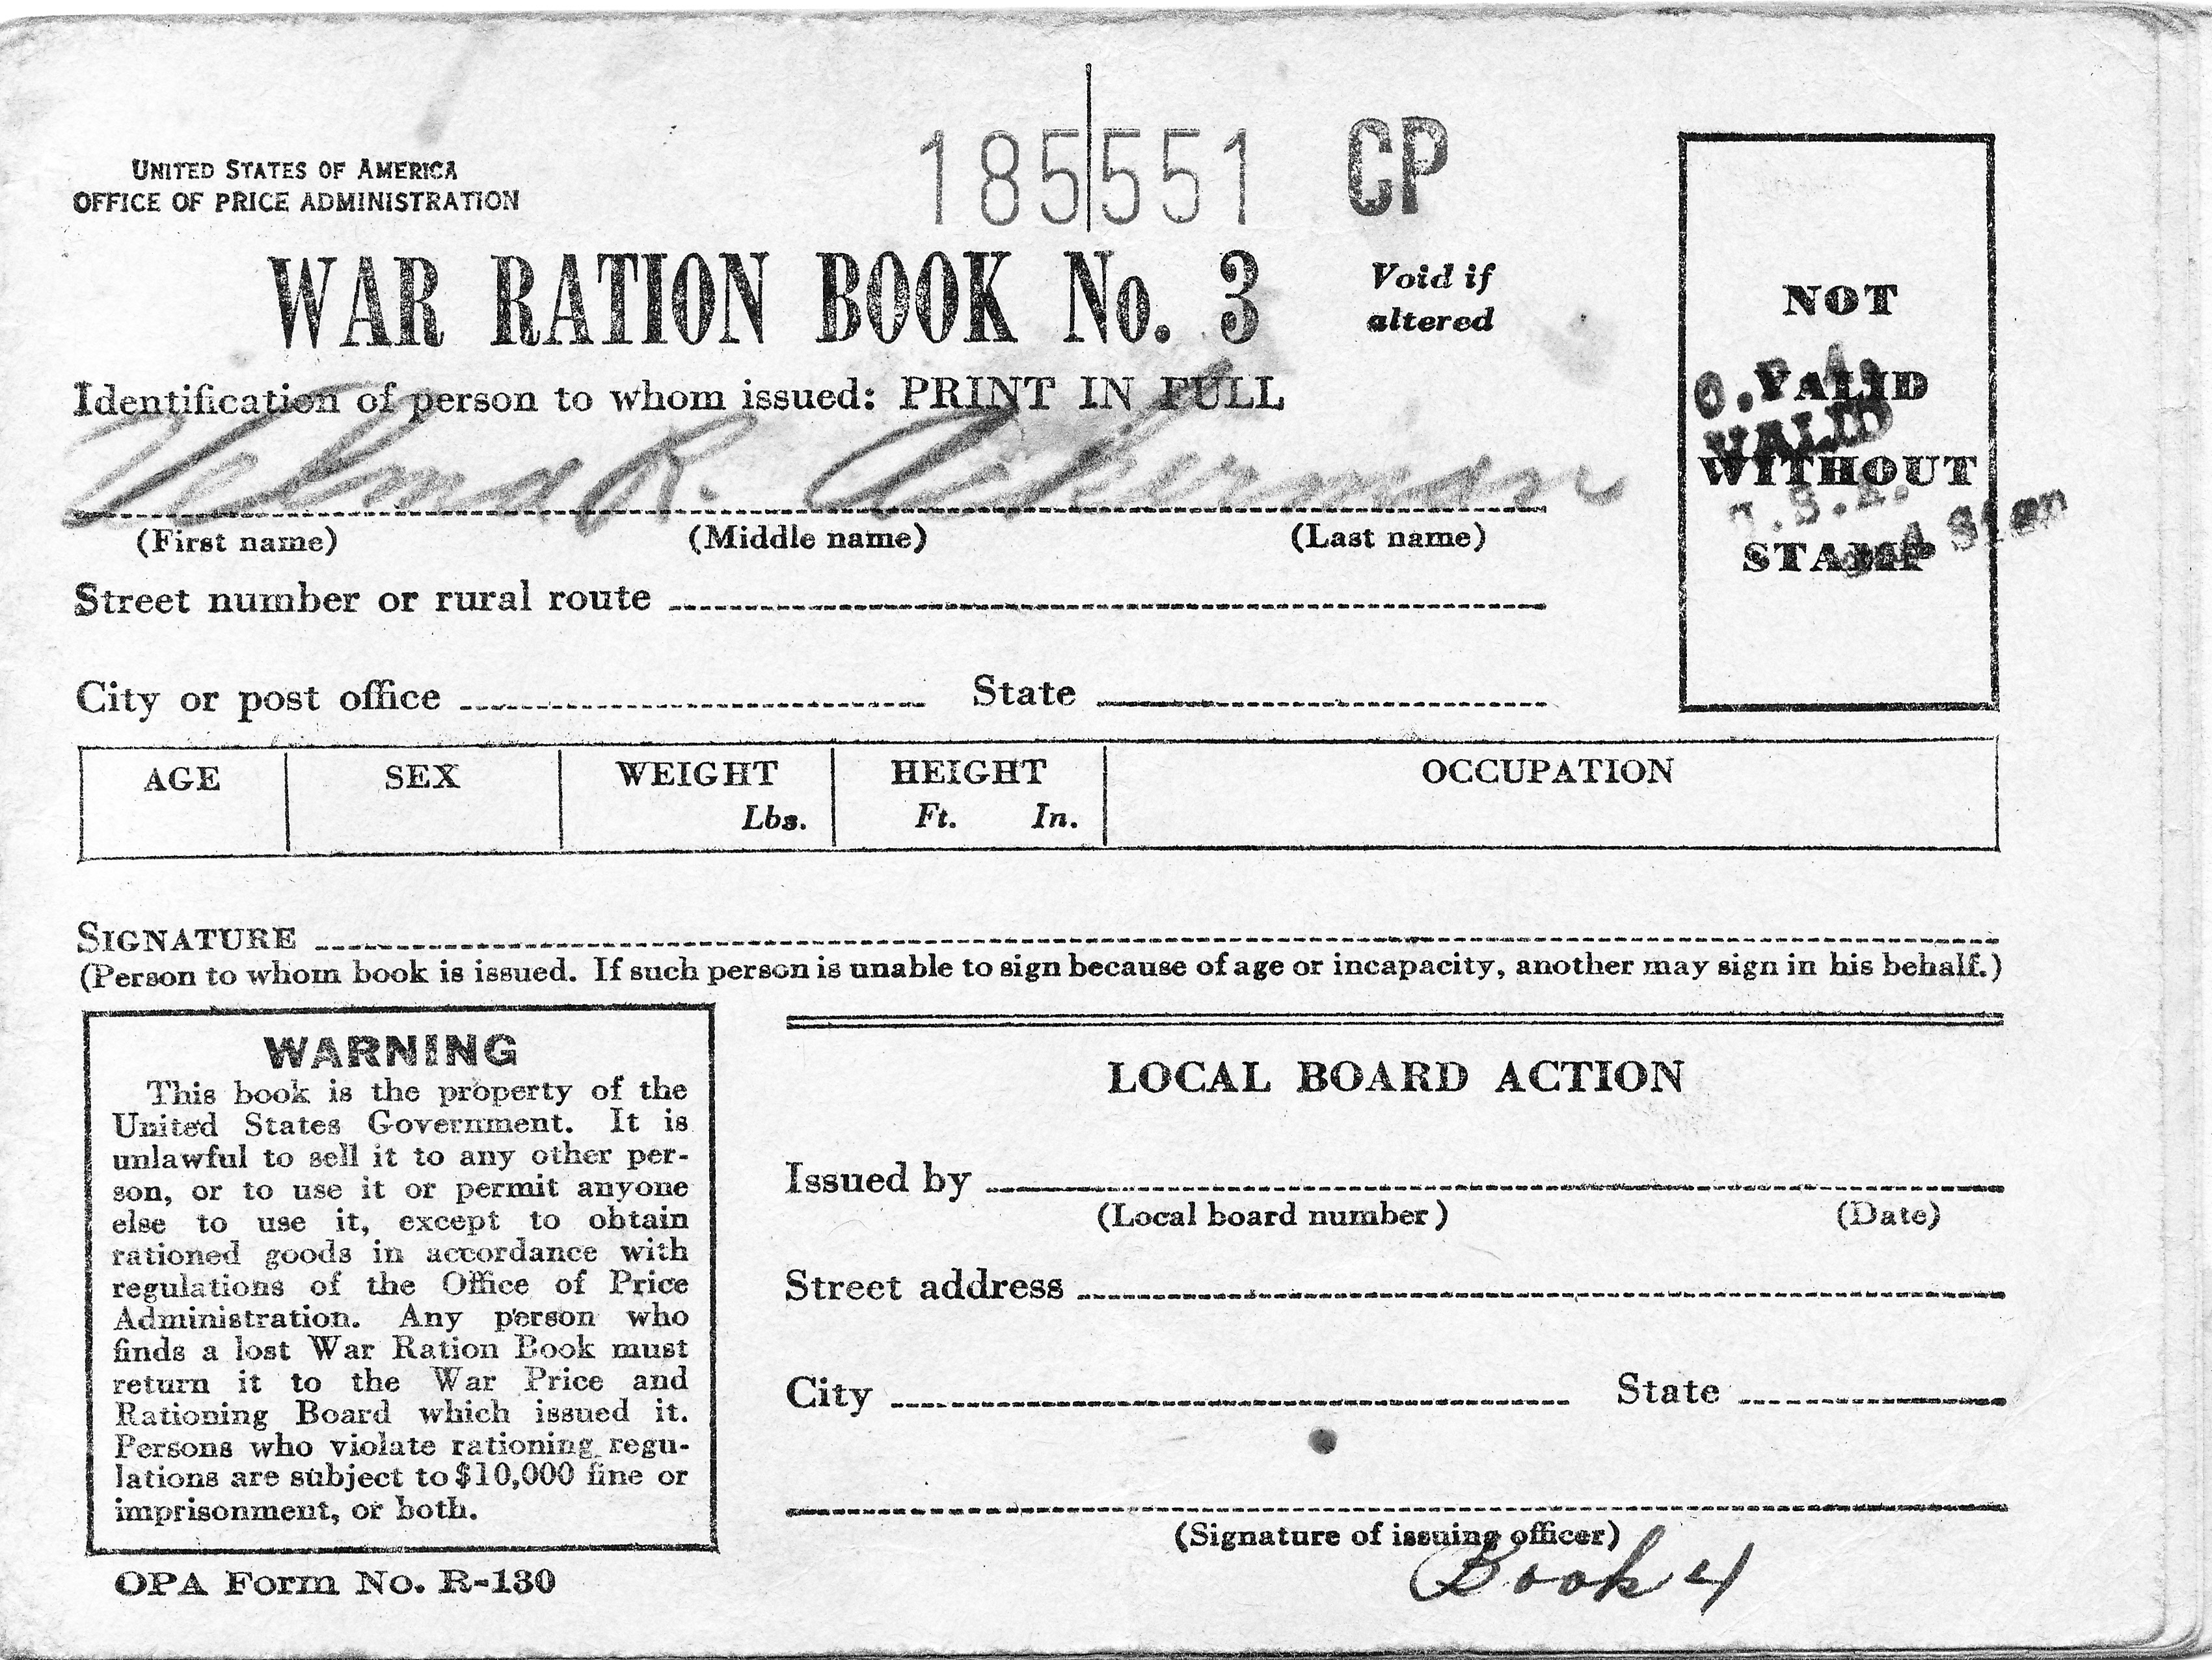 UNITED STATES OF AMERICA
OFFICE OF PRICE ADMINISTRATION
185551 CP
WAR RATION BOOK No. 3
Void if
altered
Identification of person to whom issued: PRINT IN FULL
Velma R. Ackerman
(First name) (Middle name) (Last name)
Street number or rural route
City or post office State
NOT
VALID
WITHOUT
STAMP
O.P.A.
VALID
AGE SEX WEIGHT HEIGHT OCCUPATION
Lbs. Ft. In.
SIGNATURE
(Person to whom book is issued. If such person is unable to sign because of age or incapacity, another may sign in his behalf.)
WARNING
This book is the property of the
United States Government. It is
unlawful to sell it to any other per-
son, or to use it or permit anyone
else to use it, except to obtain
rationed goods in accordance with
regulations of the Office of Price
Administration. Any person who
finds a lost War Ration Book must
return it to the War Price and
Rationing Board which issued it.
Persons who violate rationing regu-
lations are subject to $10,000 fine or
imprisonment, or both.
OPA Form No. R-130
LOCAL BOARD ACTION
Issued by
(Local board number) (Date)
Street address
City State
(Signature of issuing officer)
Book 4